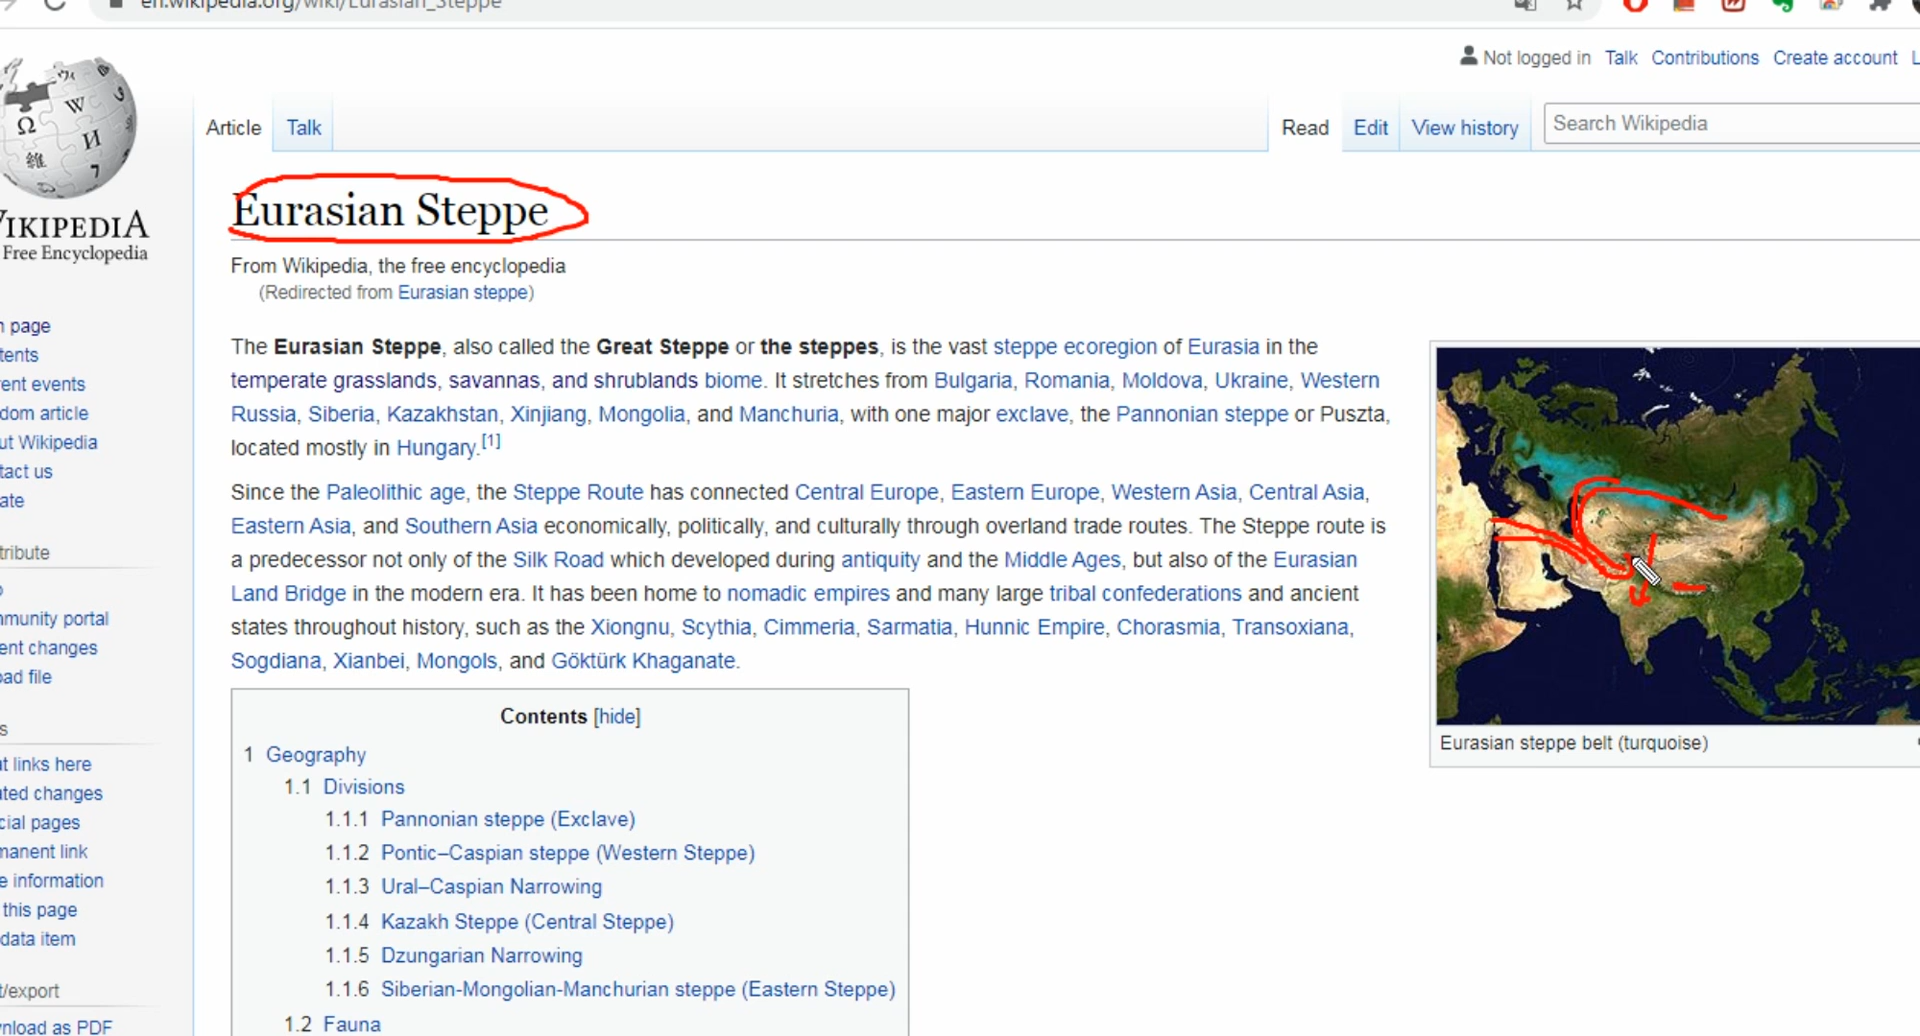 en.wikipedia.org/wiki/Eurasian_Steppe
Not logged in Talk Contributions Create account L
Article Talk Read Edit View history Search Wikipedia
WIKIPEDIA
Free Encyclopedia
Eurasian Steppe
From Wikipedia, the free encyclopedia
(Redirected from Eurasian steppe)
The Eurasian Steppe, also called the Great Steppe or the steppes, is the vast steppe ecoregion of Eurasia in the
temperate grasslands, savannas, and shrublands biome. It stretches from Bulgaria, Romania, Moldova, Ukraine, Western
Russia, Siberia, Kazakhstan, Xinjiang, Mongolia, and Manchuria, with one major exclave, the Pannonian steppe or Puszta,
located mostly in Hungary.[1]
Since the Paleolithic age, the Steppe Route has connected Central Europe, Eastern Europe, Western Asia, Central Asia,
Eastern Asia, and Southern Asia economically, politically, and culturally through overland trade routes. The Steppe route is
a predecessor not only of the Silk Road which developed during antiquity and the Middle Ages, but also of the Eurasian
Land Bridge in the modern era. It has been home to nomadic empires and many large tribal confederations and ancient
states throughout history, such as the Xiongnu, Scythia, Cimmeria, Sarmatia, Hunnic Empire, Chorasmia, Transoxiana,
Sogdiana, Xianbei, Mongols, and Göktürk Khaganate.
Eurasian steppe belt (turquoise)
Contents [hide]
1 Geography
1.1 Divisions
1.1.1 Pannonian steppe (Exclave)
1.1.2 Pontic–Caspian steppe (Western Steppe)
1.1.3 Ural–Caspian Narrowing
1.1.4 Kazakh Steppe (Central Steppe)
1.1.5 Dzungarian Narrowing
1.1.6 Siberian-Mongolian-Manchurian steppe (Eastern Steppe)
1.2 Fauna
n page
tents
ent events
dom article
ut Wikipedia
tact us
ate
tribute
mmunity portal
ent changes
oad file
s
at links here
ated changes
cial pages
manent link
e information
this page
data item
t/export
wnload as PDF